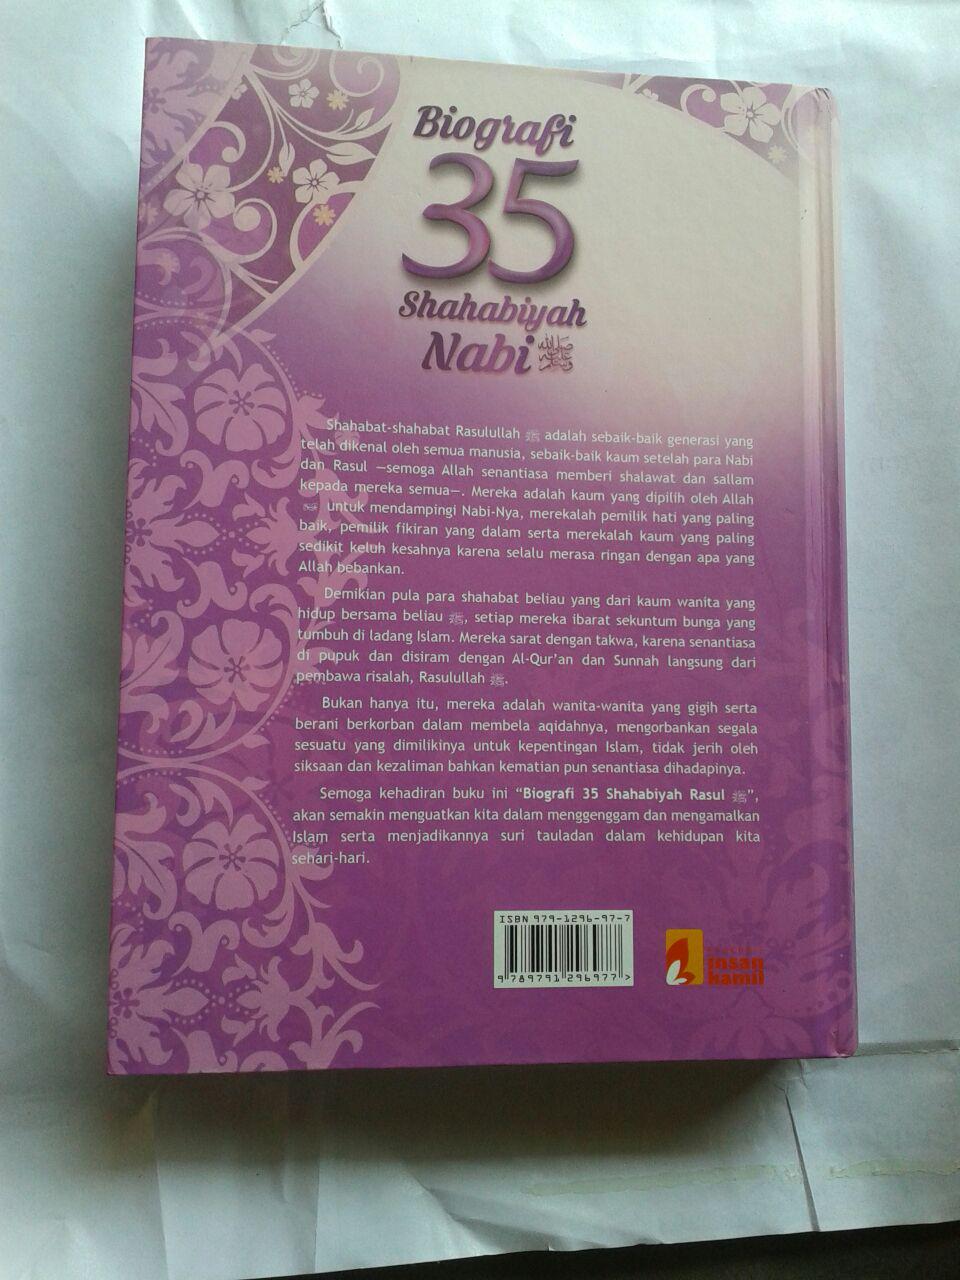 Biografi
35
Shahabiyah
Nabi ﷺ
Shahabat-shahabat Rasulullah ﷺ adalah sebaik-baik generasi yang
telah dikenal oleh semua manusia, sebaik-baik kaum setelah para Nabi
dan Rasul —semoga Allah senantiasa memberi shalawat dan sallam
kepada mereka semua—. Mereka adalah kaum yang dipilih oleh Allah
untuk mendampingi Nabi-Nya, merekalah pemilik hati yang paling
baik, pemilik fikiran yang dalam serta merekalah kaum yang paling
sedikit keluh kesahnya karena selalu merasa ringan dengan apa yang
Allah bebankan.
Demikian pula para shahabat beliau yang dari kaum wanita yang
hidup bersama beliau ﷺ, setiap mereka ibarat sekuntum bunga yang
tumbuh di ladang Islam. Mereka sarat dengan takwa, karena senantiasa
di pupuk dan disiram dengan Al-Qur'an dan Sunnah langsung dari
pembawa risalah, Rasulullah ﷺ.
Bukan hanya itu, mereka adalah wanita-wanita yang gigih serta
berani berkorban dalam membela aqidahnya, mengorbankan segala
sesuatu yang dimilikinya untuk kepentingan Islam, tidak jerih oleh
siksaan dan kezaliman bahkan kematian pun senantiasa dihadapinya.
Semoga kehadiran buku ini “Biografi 35 Shahabiyah Rasul ﷺ”,
akan semakin menguatkan kita dalam menggenggam dan mengamalkan
Islam serta menjadikannya suri tauladan dalam kehidupan kita
sehari-hari.
ISBN 979-1296-97-7
9 789791 296977 >
insan
kamil